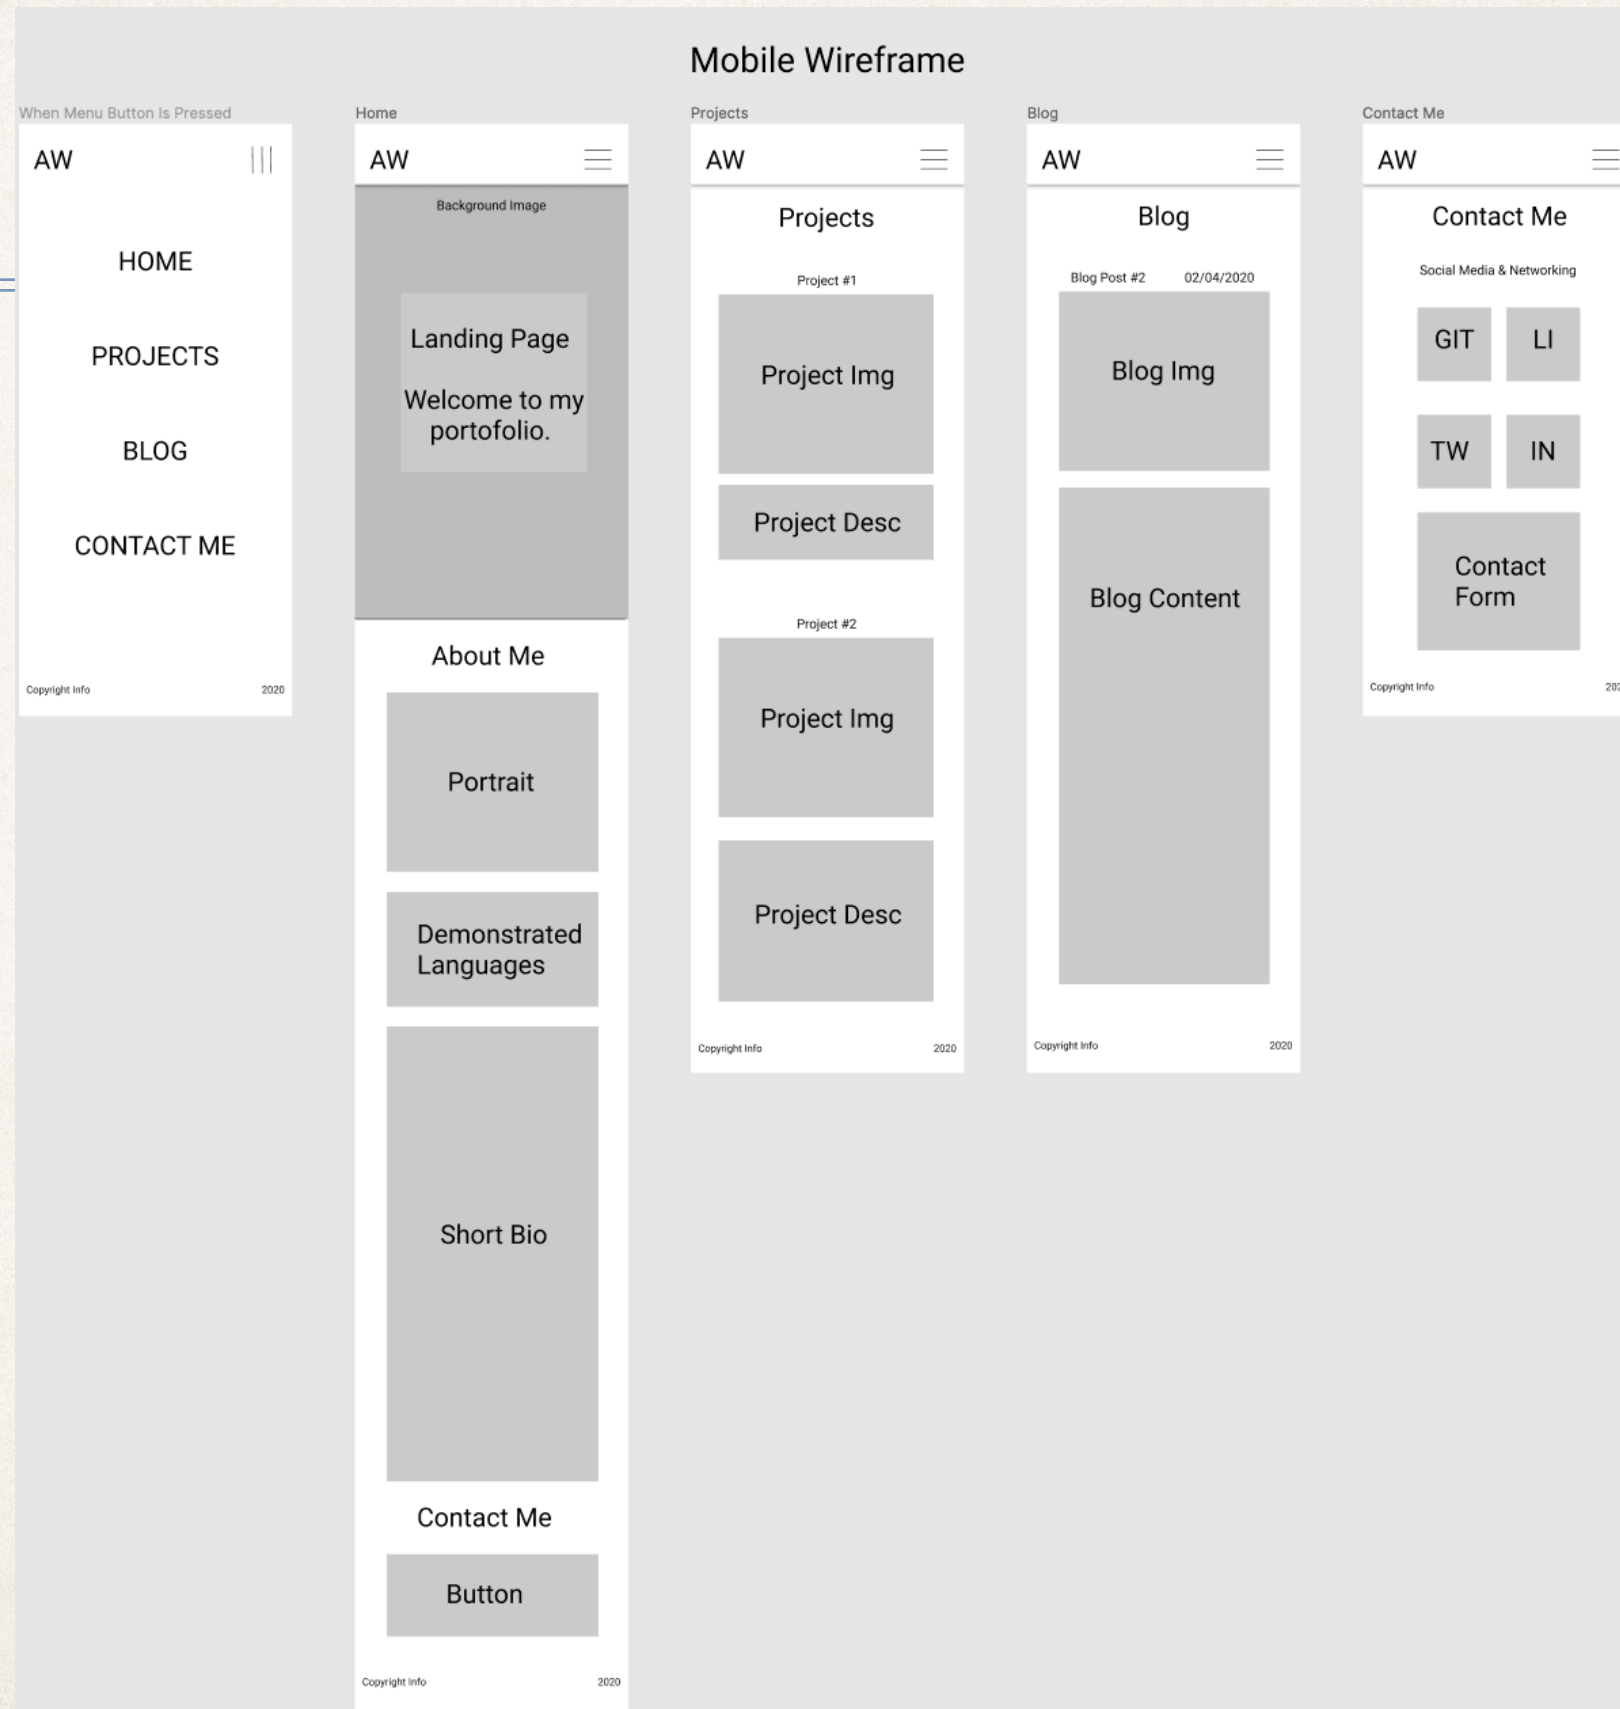 Mobile Wireframe
When Menu Button Is Pressed
AW
HOME
PROJECTS
BLOG
CONTACT ME
Copyright Info 2020
Home
AW
Background Image
Landing Page
Welcome to my
portofolio.
About Me
Portrait
Demonstrated
Languages
Short Bio
Contact Me
Button
Copyright Info 2020
Projects
AW
Projects
Project #1
Project Img
Project Desc
Project #2
Project Img
Project Desc
Copyright Info 2020
Blog
AW
Blog
Blog Post #2 02/04/2020
Blog Img
Blog Content
Copyright Info 2020
Contact Me
AW
Contact Me
Social Media & Networking
GIT LI
TW IN
Contact
Form
Copyright Info